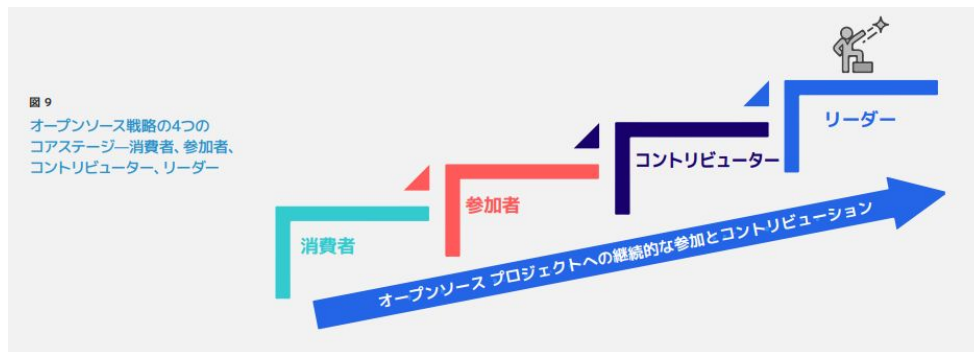 図 9
オープンソース戦略の4つの
コアステージ—消費者、参加者、
コントリビューター、リーダー
消費者
参加者
コントリビューター
リーダー
オープンソース プロジェクトへの継続的な参加とコントリビューション